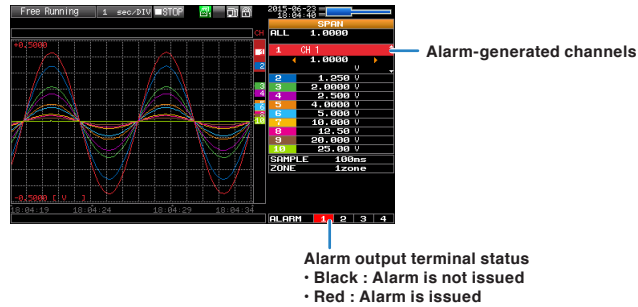 Free Running 1 sec/DIV ■STOP
2015-06-23
18:04:40
SPAN
CH ALL 1.0000
+0.5000
1 CH 1
1.0000
V
2 1.250 V
3 2.0000 V
4 2.500 V
5 4.0000 V
6 5.000 V
7 10.000 V
8 12.50 V
9 20.000 V
10 25.00 V
SAMPLE 100ms
ZONE 1zone
-0.5000 [ V ]
18:04:19 18:04:24 18:04:29 18:04:34
ALARM 1 2 3 4
Alarm-generated channels
Alarm output terminal status
・Black : Alarm is not issued
・Red : Alarm is issued